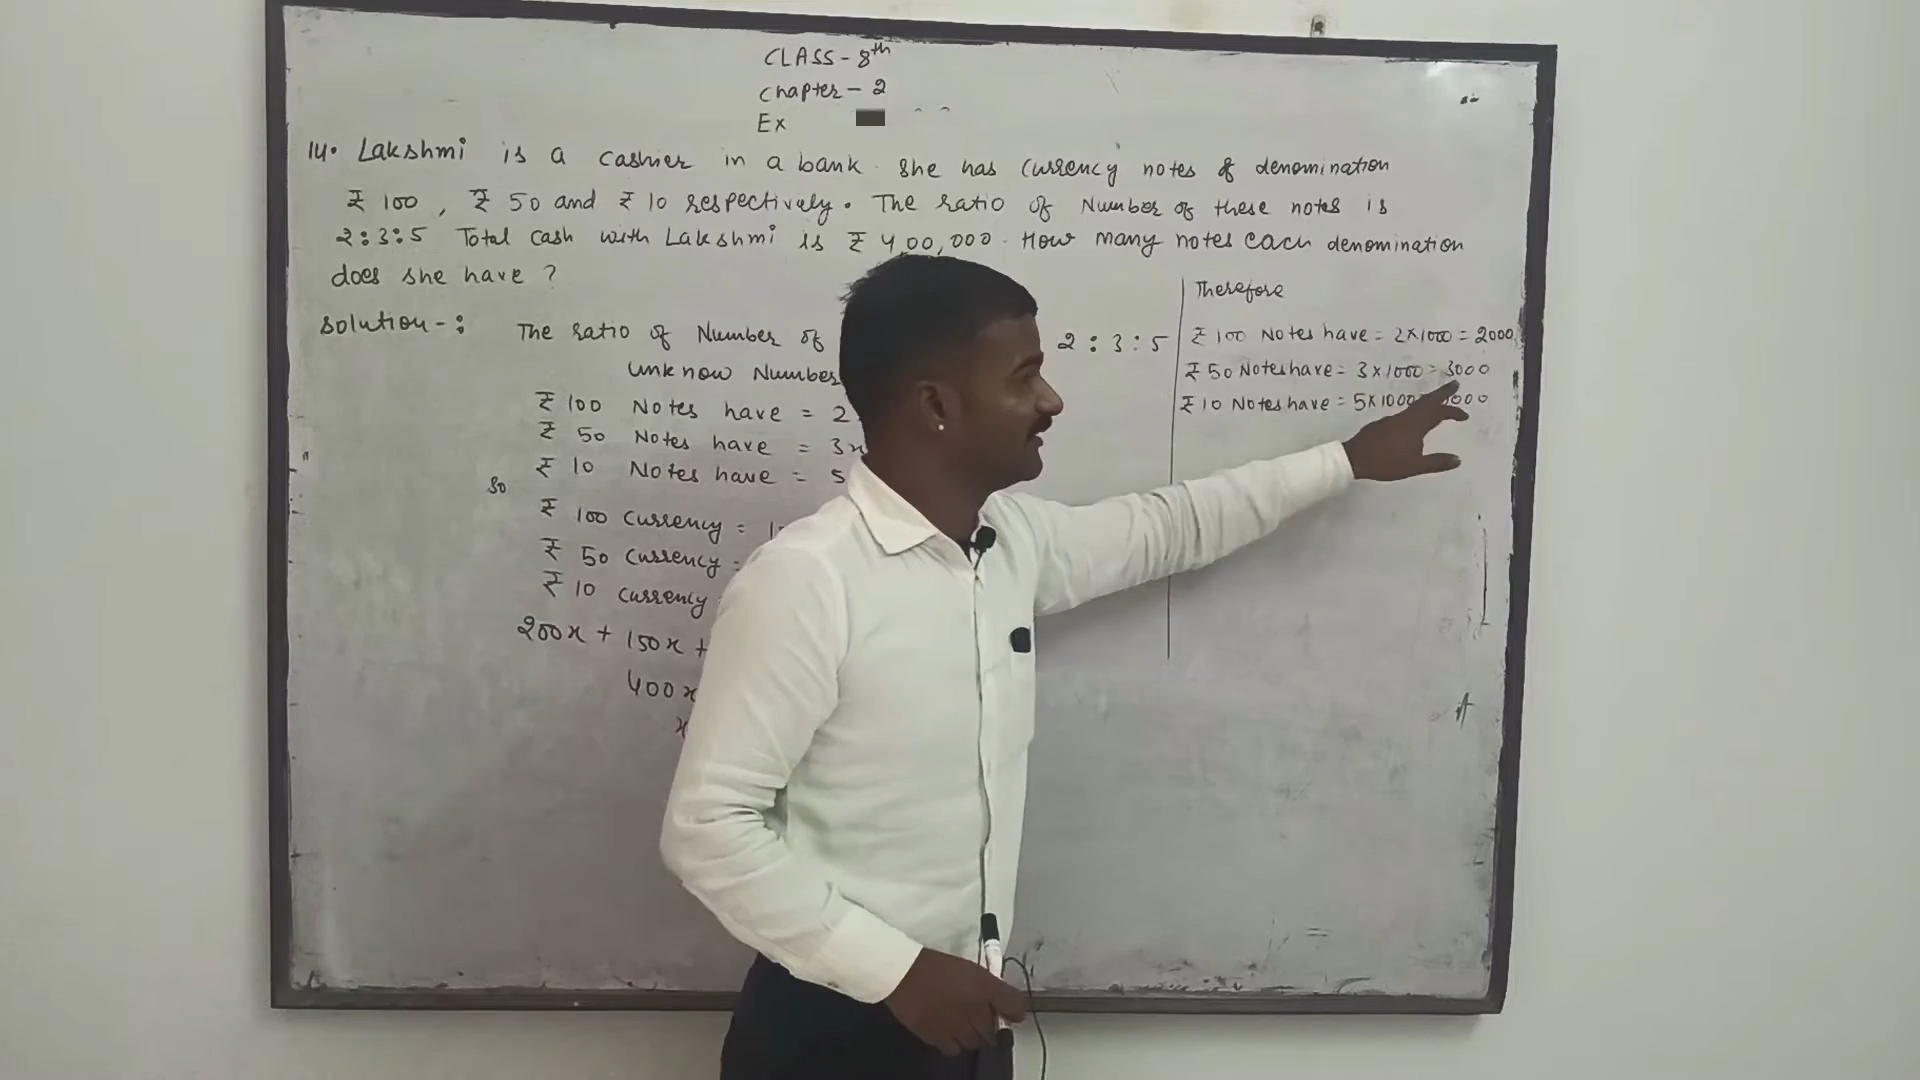 CLASS - 8th
Chapter - 2
Ex
14. Lakshmi is a cashier in a bank. She has currency notes of denomination
₹ 100, ₹ 50 and ₹ 10 respectively. The ratio of Number of these notes is
2:3:5 Total cash with Lakshmi is ₹ 4,00,000. How many notes each denomination
does she have ?
Solution -:
The ratio of Number of 2 : 3 : 5
unknow Number
₹ 100 Notes have = 2
₹ 50 Notes have = 3x
₹ 10 Notes have = 5
So
₹ 100 currency =
₹ 50 currency =
₹ 10 currency
200x + 150x +
400x
x
Therefore
₹ 100 Notes have = 2×1000 = 2000
₹ 50 Notes have = 3×1000 = 3000
₹ 10 Notes have = 5×1000